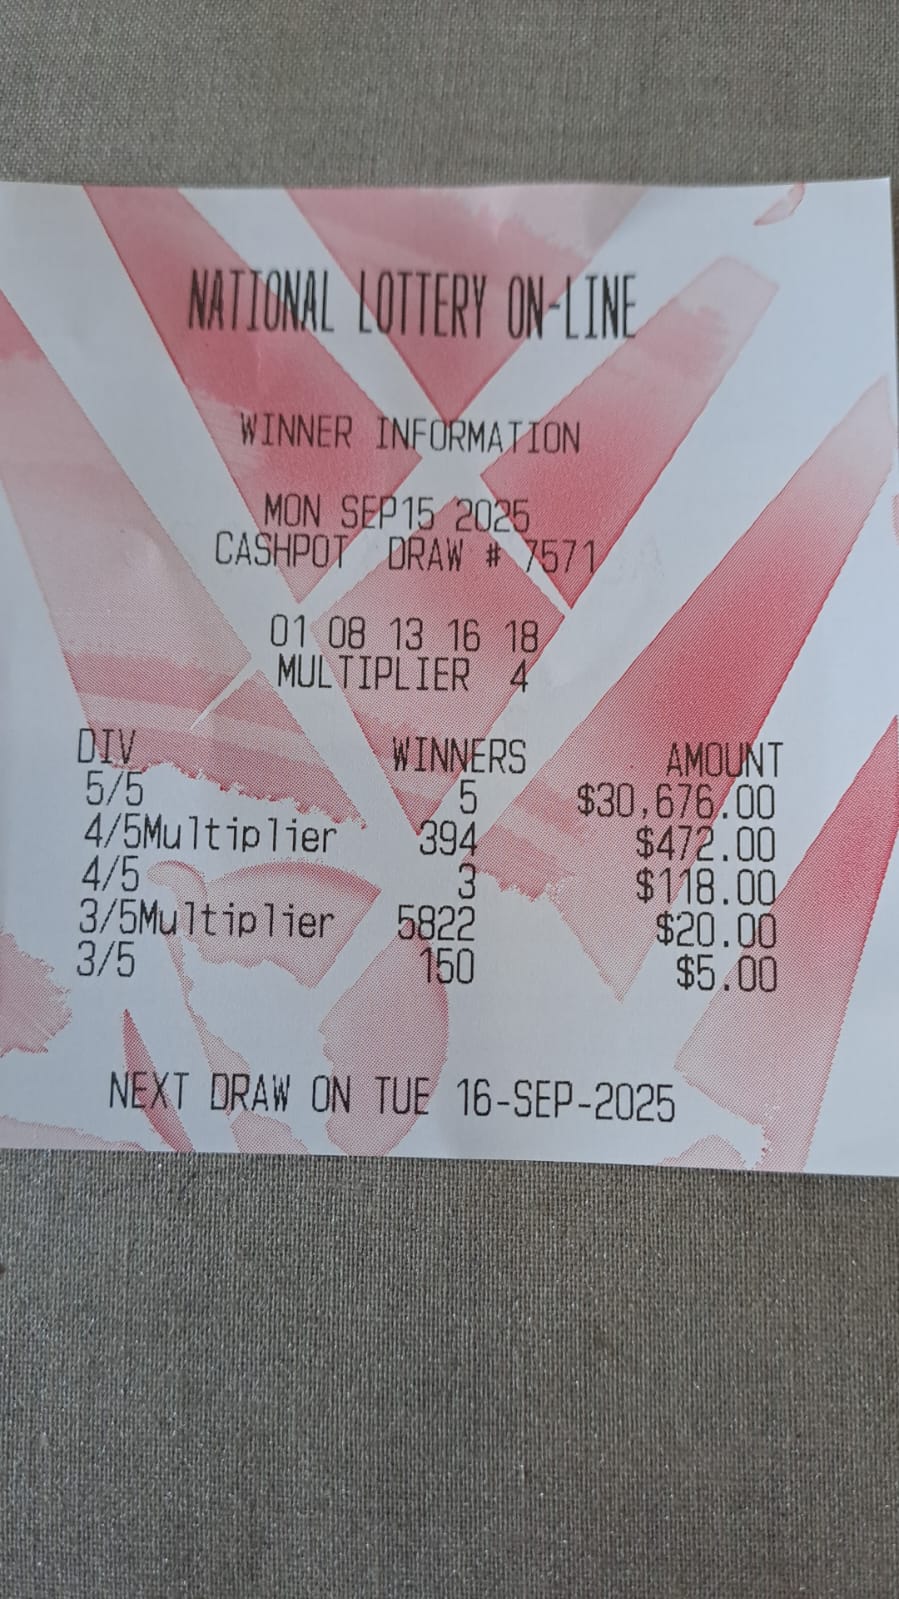 NATIONAL LOTTERY ON-LINE
WINNER INFORMATION
MON SEP15 2025
CASHPOT DRAW # 7571
01 08 13 16 18
MULTIPLIER 4
DIV WINNERS AMOUNT
5/5 5 $30,676.00
4/5Multiplier 394 $472.00
4/5 3 $118.00
3/5Multiplier 5822 $20.00
3/5 150 $5.00
NEXT DRAW ON TUE 16-SEP-2025